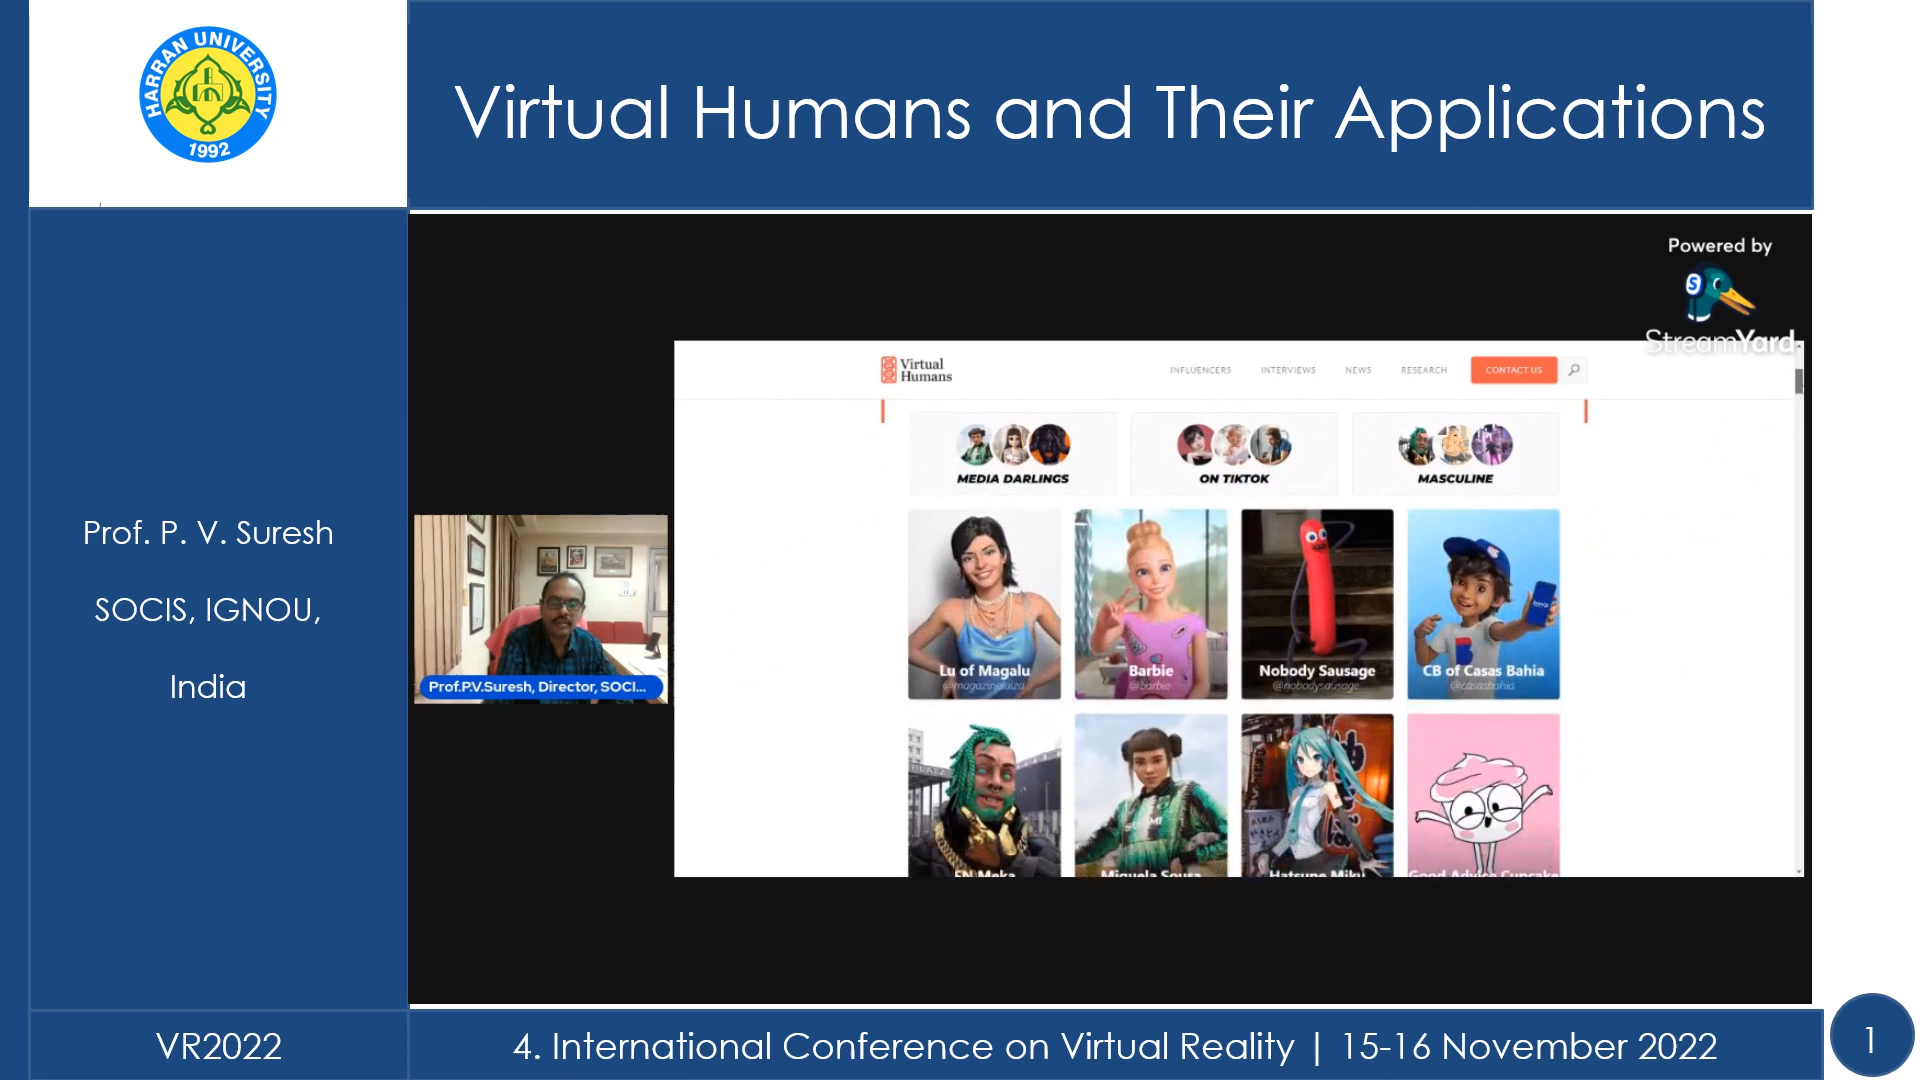 HARRAN UNIVERSITY
1992
Virtual Humans and Their Applications
Prof. P. V. Suresh
SOCIS, IGNOU,
India
Powered by
StreamYard
Virtual
Humans
INFLUENCERS
INTERVIEWS
NEWS
RESEARCH
CONTACT US
MEDIA DARLINGS
ON TIKTOK
MASCULINE
Lu of Magalu
@magazineluiza
Barbie
@barbie
Nobody Sausage
@nobodysausage
CB of Casas Bahia
@casasbahia
FN Meka
Miquela Sousa
Hatsune Miku
Good Advice Cupcake
Prof.P.V.Suresh, Director, SOCI...
VR2022
4. International Conference on Virtual Reality | 15-16 November 2022
1